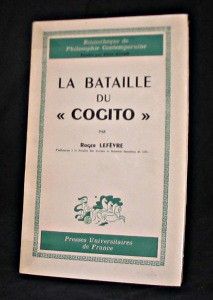 Bibliothèque de
Philosophie Contemporaine
LA BATAILLE
DU
« COGITO »
PAR
Roger LEFÈVRE
Presses Universitaires
de France